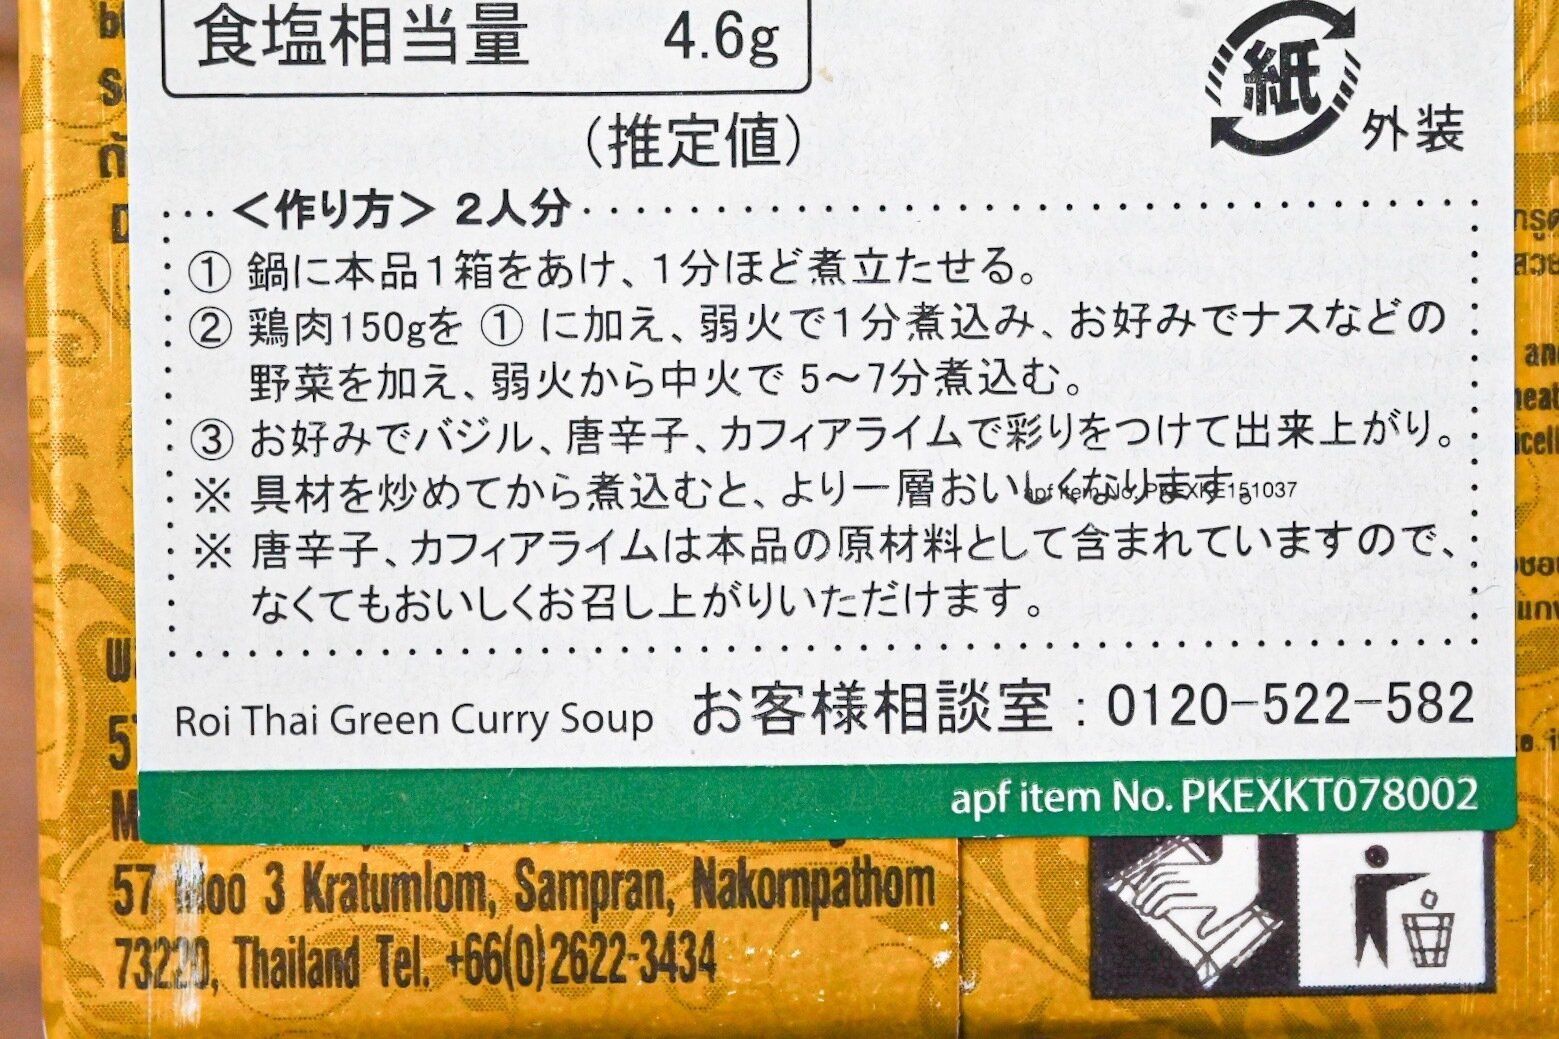 食塩相当量 4.6g
(推定値)
紙
外装
＜作り方＞ 2人分
① 鍋に本品1箱をあけ、1分ほど煮立たせる。
② 鶏肉150gを ① に加え、弱火で1分煮込み、お好みでナスなどの
野菜を加え、弱火から中火で 5～7分煮込む。
③ お好みでバジル、唐辛子、カフィアライムで彩りをつけて出来上がり。
※ 具材を炒めてから煮込むと、より一層おいしくなります。
※ 唐辛子、カフィアライムは本品の原材料として含まれていますので、
なくてもおいしくお召し上がりいただけます。
Roi Thai Green Curry Soup お客様相談室 : 0120-522-582
apf item No. PKEXKT078002
57 Moo 3 Kratumlom, Sampran, Nakornpathom
73220, Thailand Tel. +66(0)2622-3434